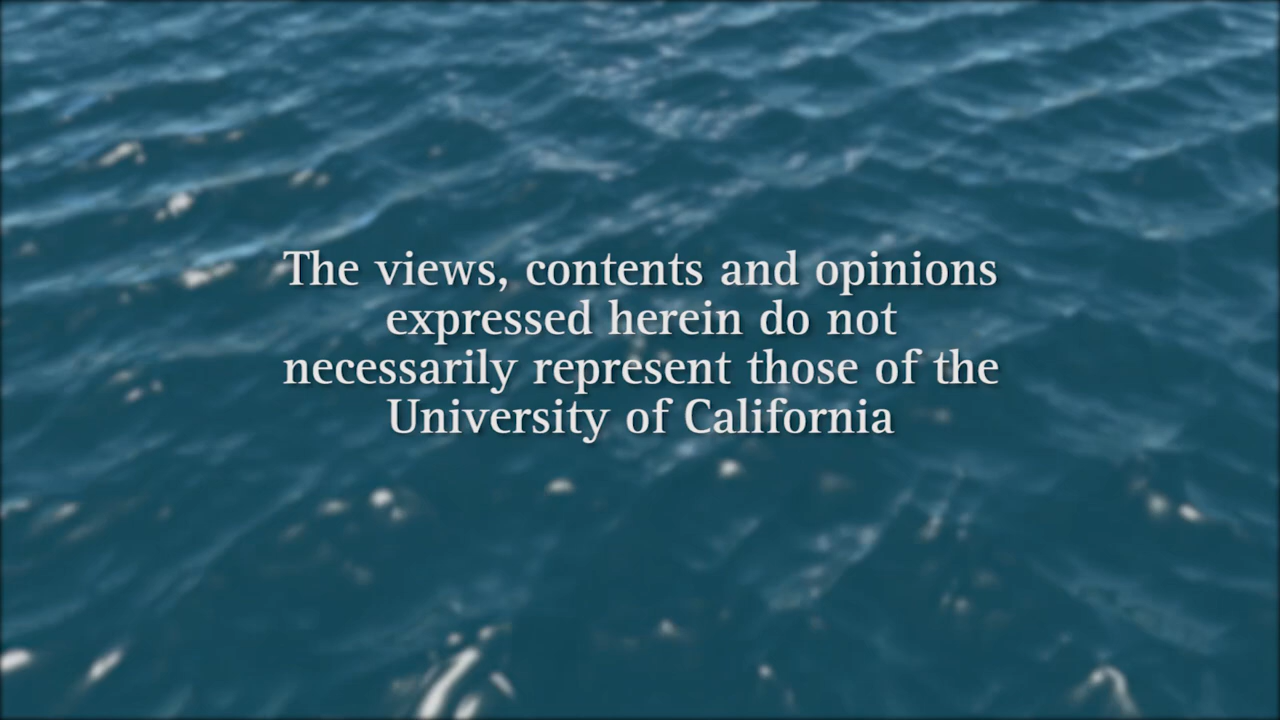 The views, contents and opinions
expressed herein do not
necessarily represent those of the
University of California